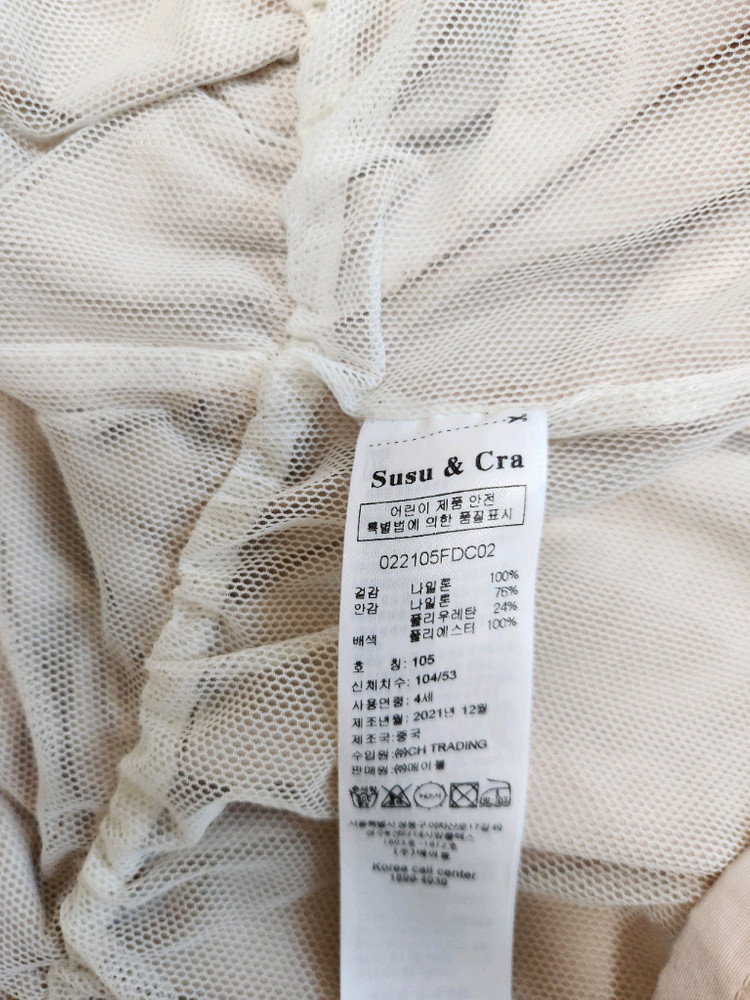 Susu & Cra
어린이 제품 안전
특별법에 의한 품질표시
022105FDC02
겉감 나일론 100%
안감 나일론 76%
폴리우레탄 24%
배색 폴리에스터 100%
호 칭: 105
신체치수: 104/53
사용연령: 4세
제조년월: 2021년 12월
제조국: 중국
수입원: ㈜CH TRADING
판매원: ㈜메이블
Korea call center